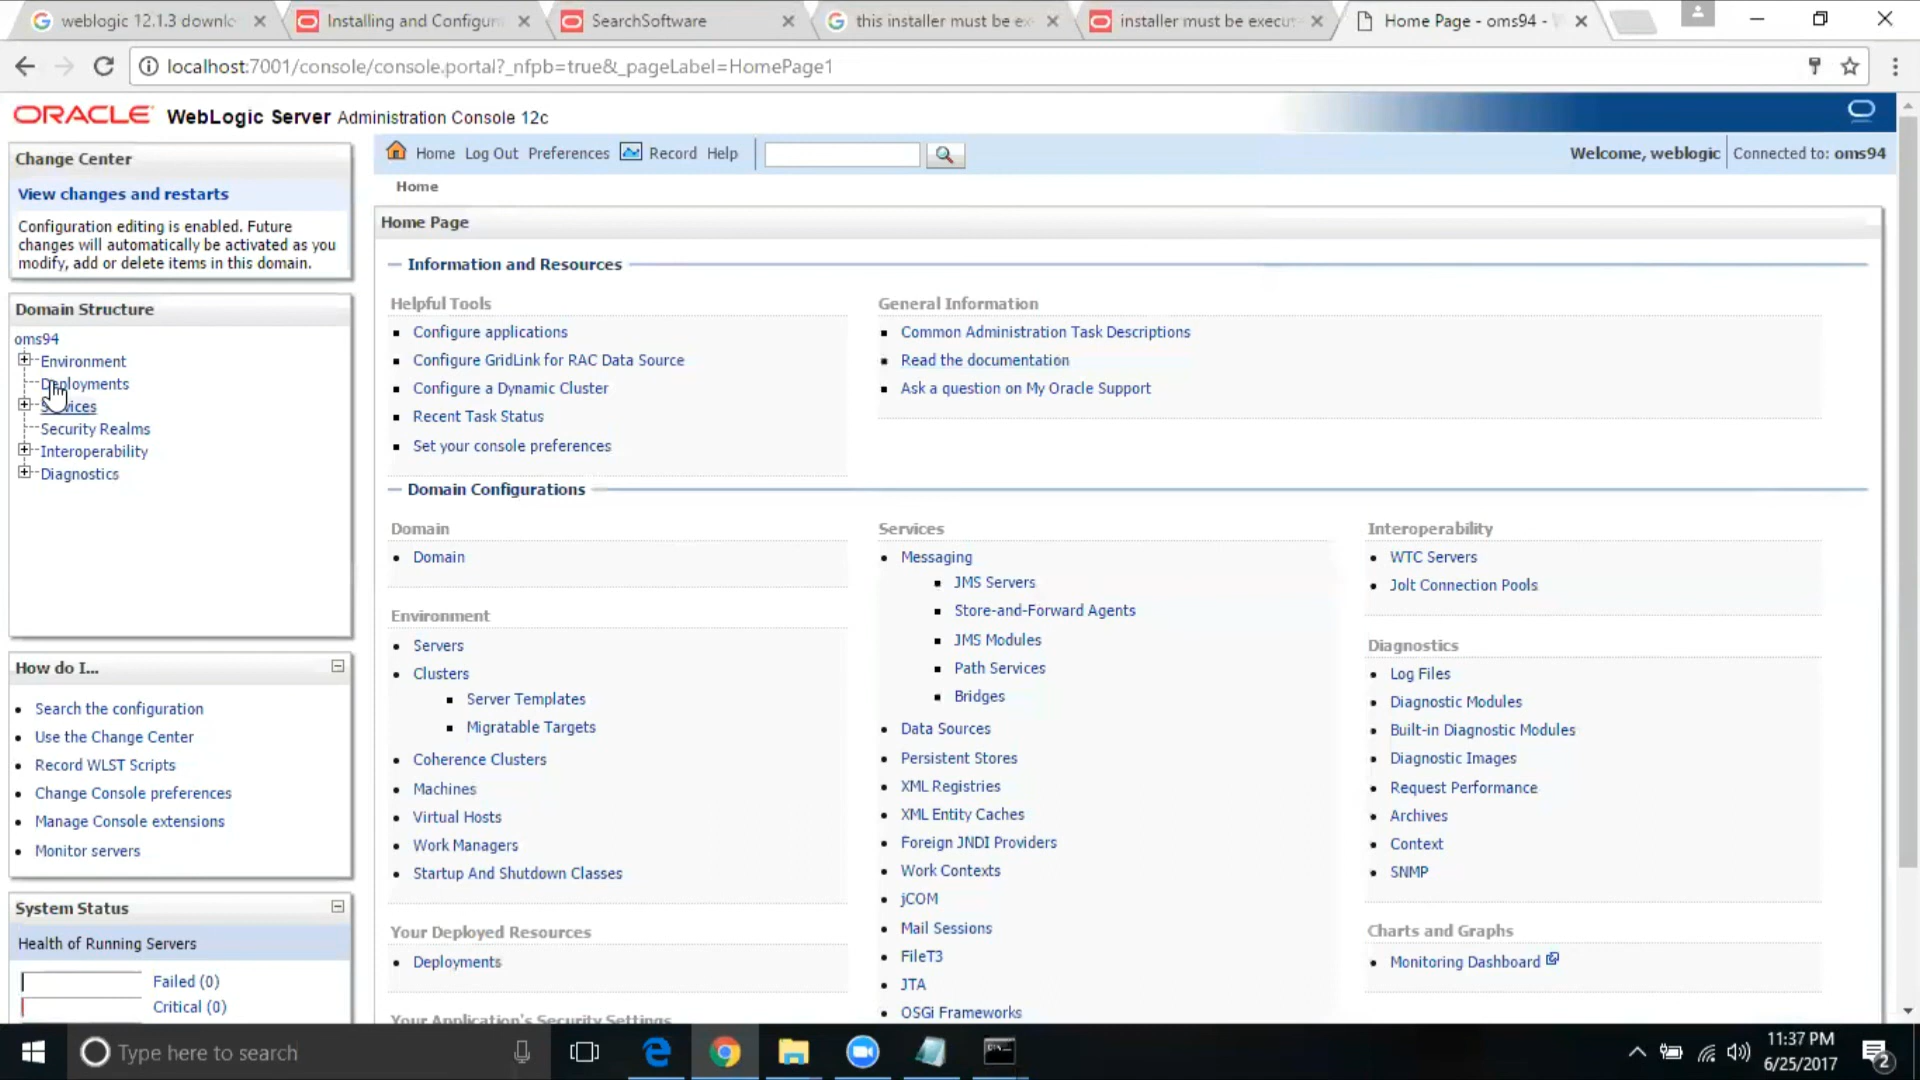 weblogic 12.1.3 downlo
Installing and Configur
SearchSoftware
this installer must be ex
installer must be execut
Home Page - oms94 -
localhost:7001/console/console.portal?_nfpb=true&_pageLabel=HomePage1
ORACLE WebLogic Server Administration Console 12c
Change Center
View changes and restarts
Configuration editing is enabled. Future
changes will automatically be activated as you
modify, add or delete items in this domain.
Domain Structure
oms94
Environment
Deployments
Services
Security Realms
Interoperability
Diagnostics
How do I...
Search the configuration
Use the Change Center
Record WLST Scripts
Change Console preferences
Manage Console extensions
Monitor servers
System Status
Health of Running Servers
Failed (0)
Critical (0)
Home Log Out Preferences Record Help
Welcome, weblogic Connected to: oms94
Home
Home Page
Information and Resources
Helpful Tools
Configure applications
Configure GridLink for RAC Data Source
Configure a Dynamic Cluster
Recent Task Status
Set your console preferences
General Information
Common Administration Task Descriptions
Read the documentation
Ask a question on My Oracle Support
Domain Configurations
Domain
Domain
Environment
Servers
Clusters
Server Templates
Migratable Targets
Coherence Clusters
Machines
Virtual Hosts
Work Managers
Startup And Shutdown Classes
Your Deployed Resources
Deployments
Your Application's Security Settings
Services
Messaging
JMS Servers
Store-and-Forward Agents
JMS Modules
Path Services
Bridges
Data Sources
Persistent Stores
XML Registries
XML Entity Caches
Foreign JNDI Providers
Work Contexts
jCOM
Mail Sessions
FileT3
JTA
OSGi Frameworks
Interoperability
WTC Servers
Jolt Connection Pools
Diagnostics
Log Files
Diagnostic Modules
Built-in Diagnostic Modules
Diagnostic Images
Request Performance
Archives
Context
SNMP
Charts and Graphs
Monitoring Dashboard
Type here to search
11:37 PM
6/25/2017
2